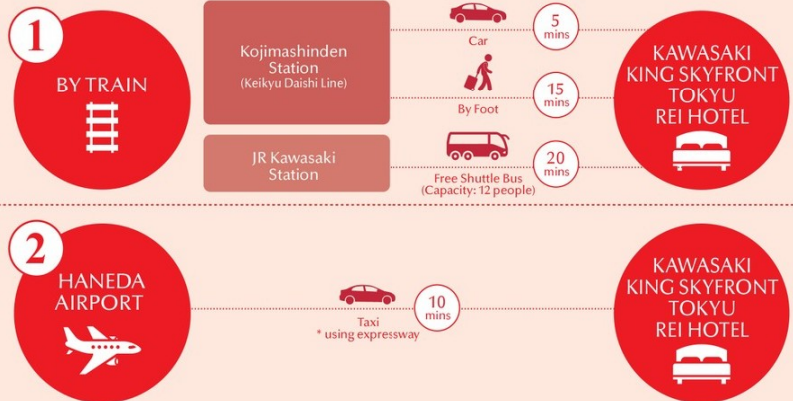 1
BY TRAIN
Kojimashinden
Station
(Keikyu Daishi Line)
Car
5
mins
By Foot
15
mins
JR Kawasaki
Station
Free Shuttle Bus
(Capacity: 12 people)
20
mins
KAWASAKI
KING SKYFRONT
TOKYU
REI HOTEL
2
HANEDA
AIRPORT
Taxi
* using expressway
10
mins
KAWASAKI
KING SKYFRONT
TOKYU
REI HOTEL